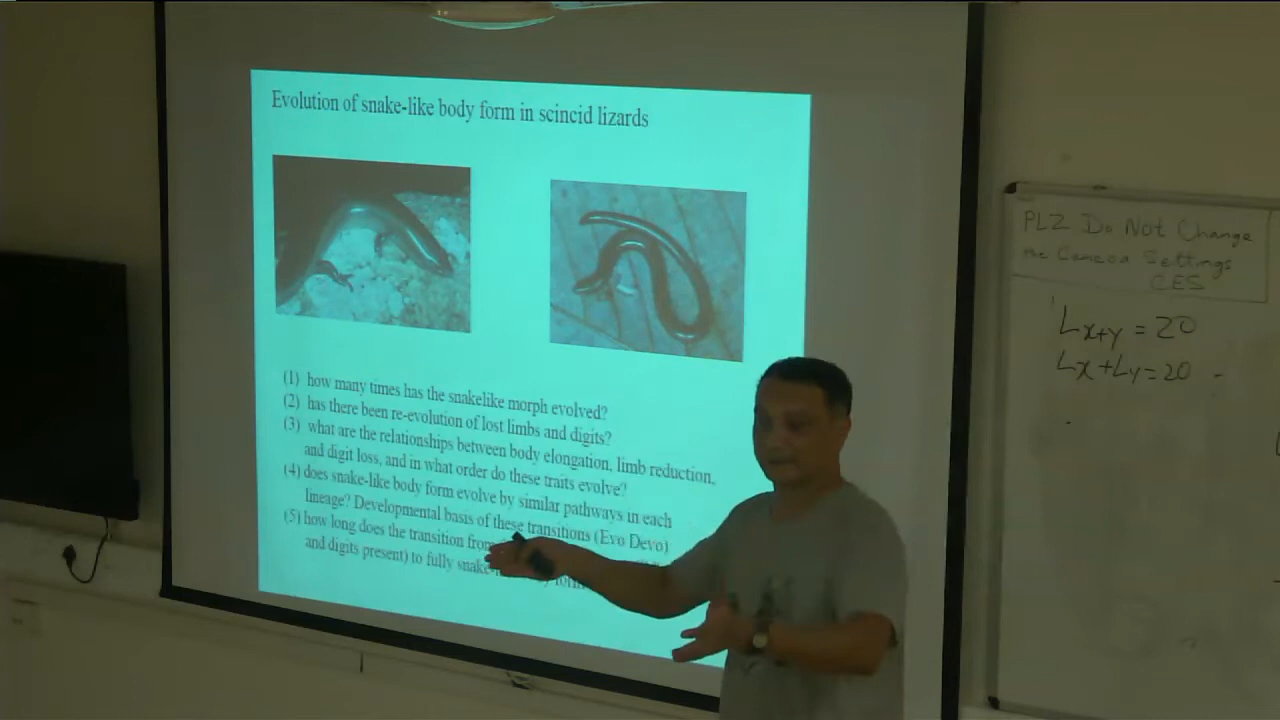 Evolution of snake-like body form in scincid lizards
(1) how many times has the snakelike morph evolved?
(2) has there been re-evolution of lost limbs and digits?
(3) what are the relationships between body elongation, limb reduction,
and digit loss, and in what order do these traits evolve?
(4) does snake-like body form evolve by similar pathways in each
lineage? Developmental basis of these transitions (Evo Devo)
(5) how long does the transition from
and digits present) to fully snake-
PLZ Do Not Change
the Camera Settings
CES
Lx+y = 20
Lx+Ly=20